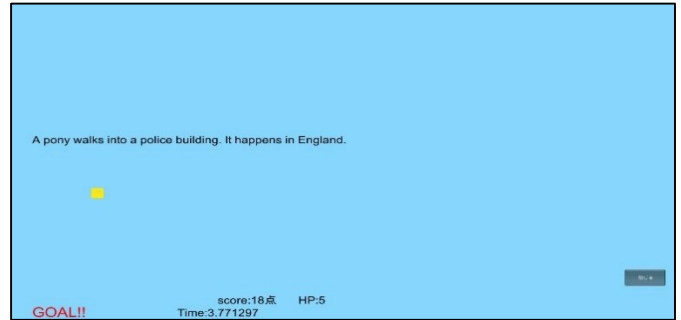 A pony walks into a police building. It happens in England.
score:18点 HP:5
GOAL!! Time:3.771297